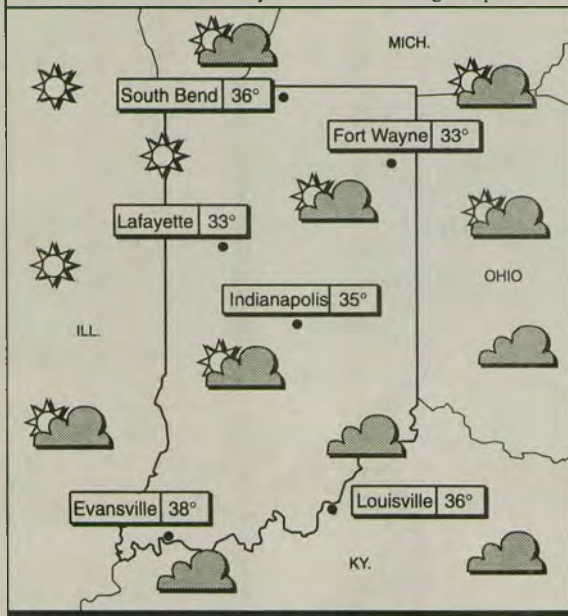 MICH.
South Bend 36°
Fort Wayne 33°
Lafayette 33°
OHIO
Indianapolis 35°
ILL.
Evansville 38°
Louisville 36°
KY.